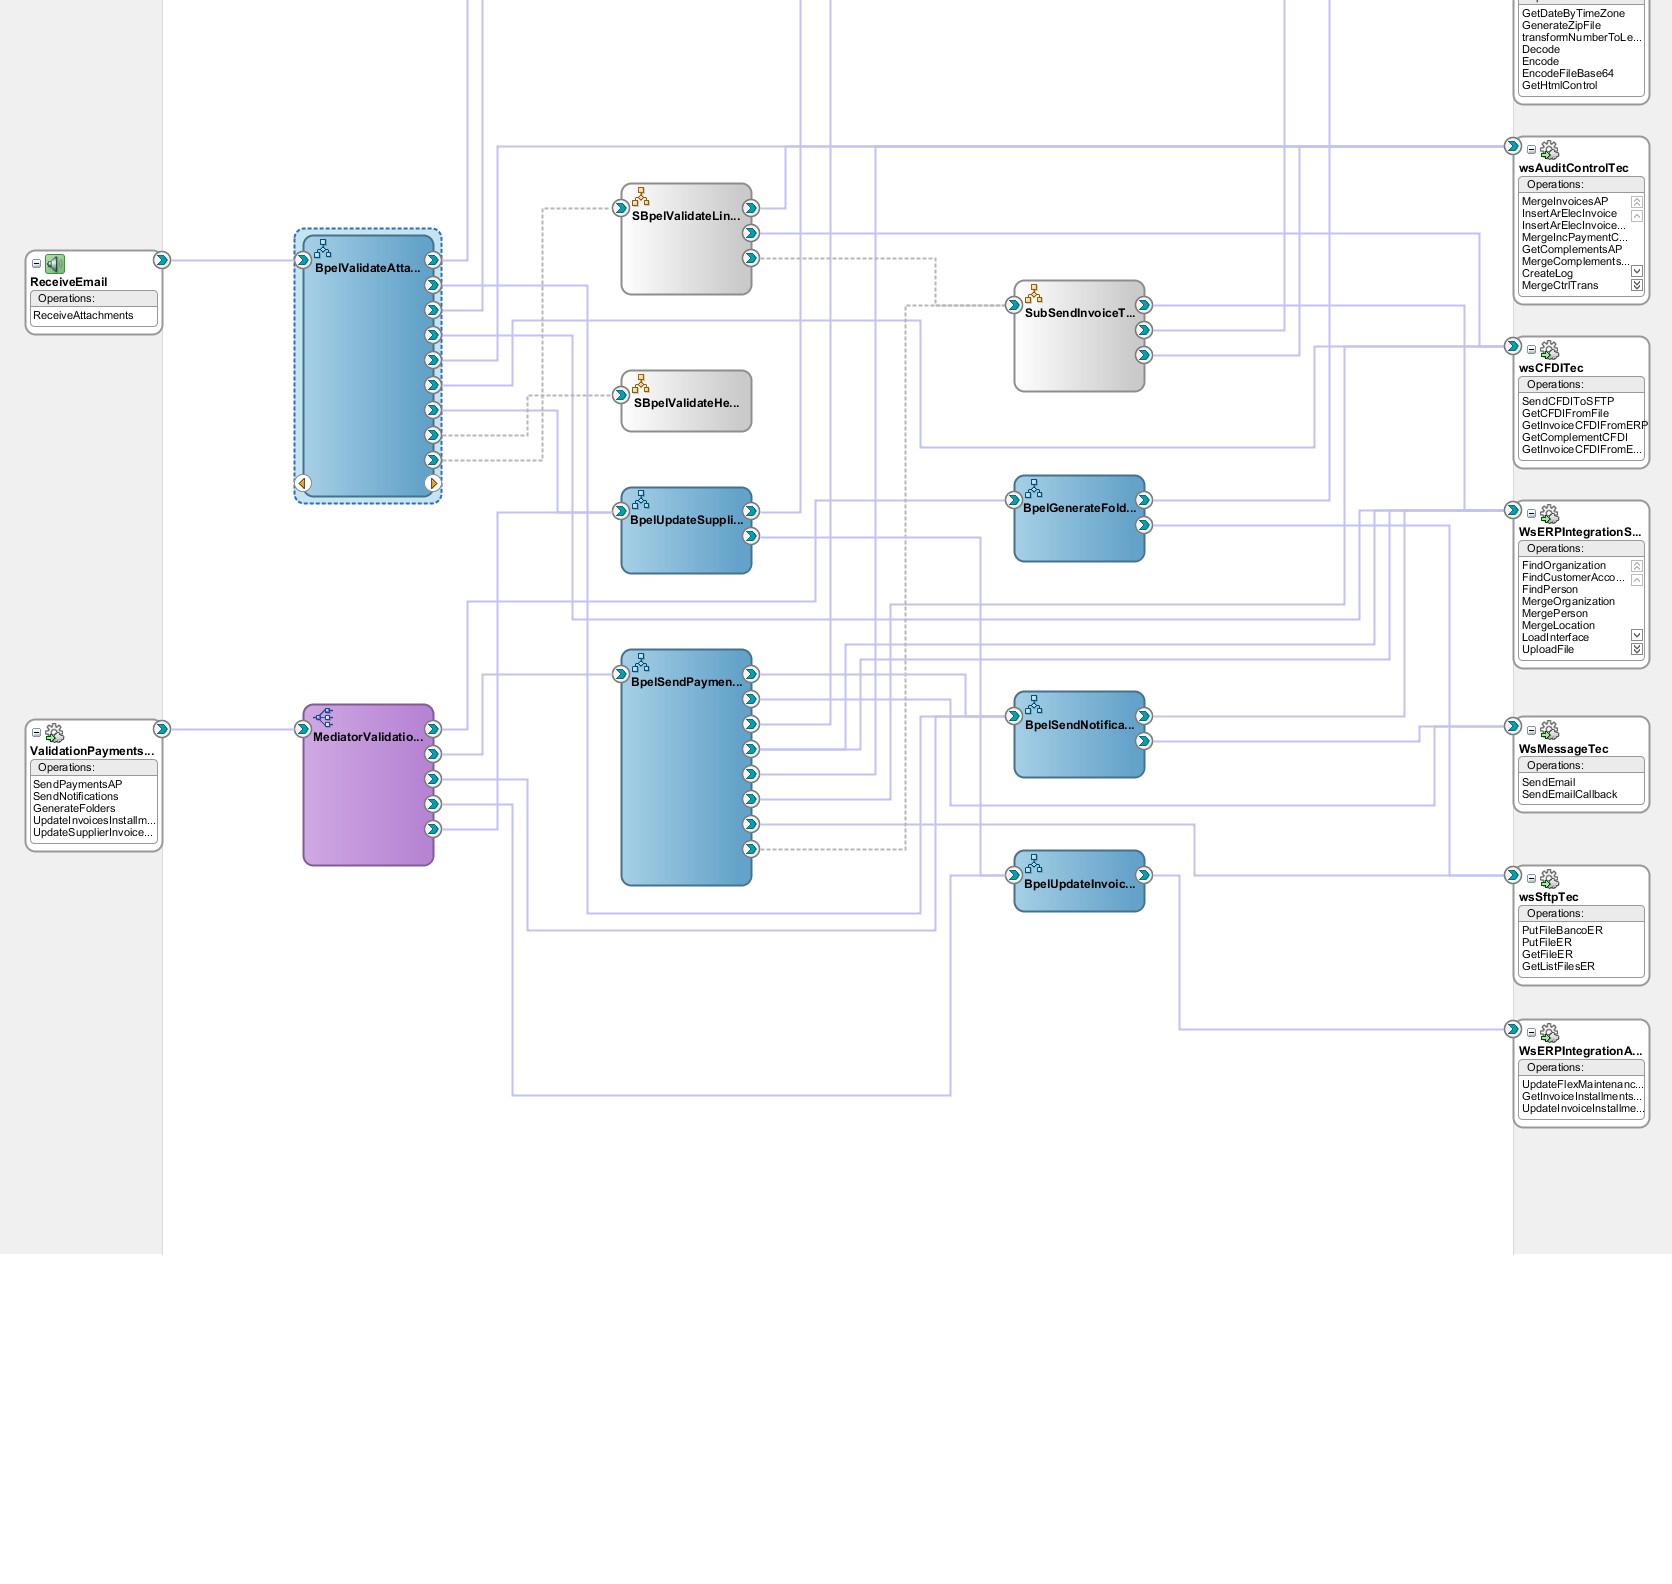 GetDateByTimeZone
GenerateZipFile
transformNumberToLe...
Decode
Encode
EncodeFileBase64
GetHtmlControl
wsAuditControlTec
Operations:
MergeInvoicesAP
InsertArElecInvoice
InsertArElecInvoice...
MergeIncPaymentC...
GetComplementsAP
MergeComplements...
CreateLog
MergeCtrlTrans
SBpelValidateLin...
BpelValidateAtta...
ReceiveEmail
Operations:
ReceiveAttachments
SubSendInvoiceT...
wsCFDITec
Operations:
SendCFDIToSFTP
GetCFDIFromFile
GetInvoiceCFDIFromERP
GetComplementCFDI
GetInvoiceCFDIFromE...
SBpelValidateHe...
BpelUpdateSuppli...
BpelGenerateFold...
WsERPIntegrationS...
Operations:
FindOrganization
FindCustomerAcco...
FindPerson
MergeOrganization
MergePerson
MergeLocation
LoadInterface
UploadFile
BpelSendPaymen...
MediatorValidatio...
ValidationPayments...
Operations:
SendPaymentsAP
SendNotifications
GenerateFolders
UpdateInvoicesInstallm...
UpdateSupplierInvoice...
BpelSendNotifica...
WsMessageTec
Operations:
SendEmail
SendEmailCallback
BpelUpdateInvoic...
wsSftpTec
Operations:
PutFileBancoER
PutFileER
GetFileER
GetListFilesER
WsERPIntegrationA...
Operations:
UpdateFlexMaintenanc...
GetInvoiceInstallments...
UpdateInvoiceInstallme...